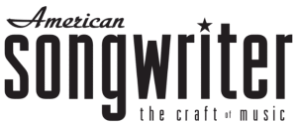 American
songwriter
the craft of music